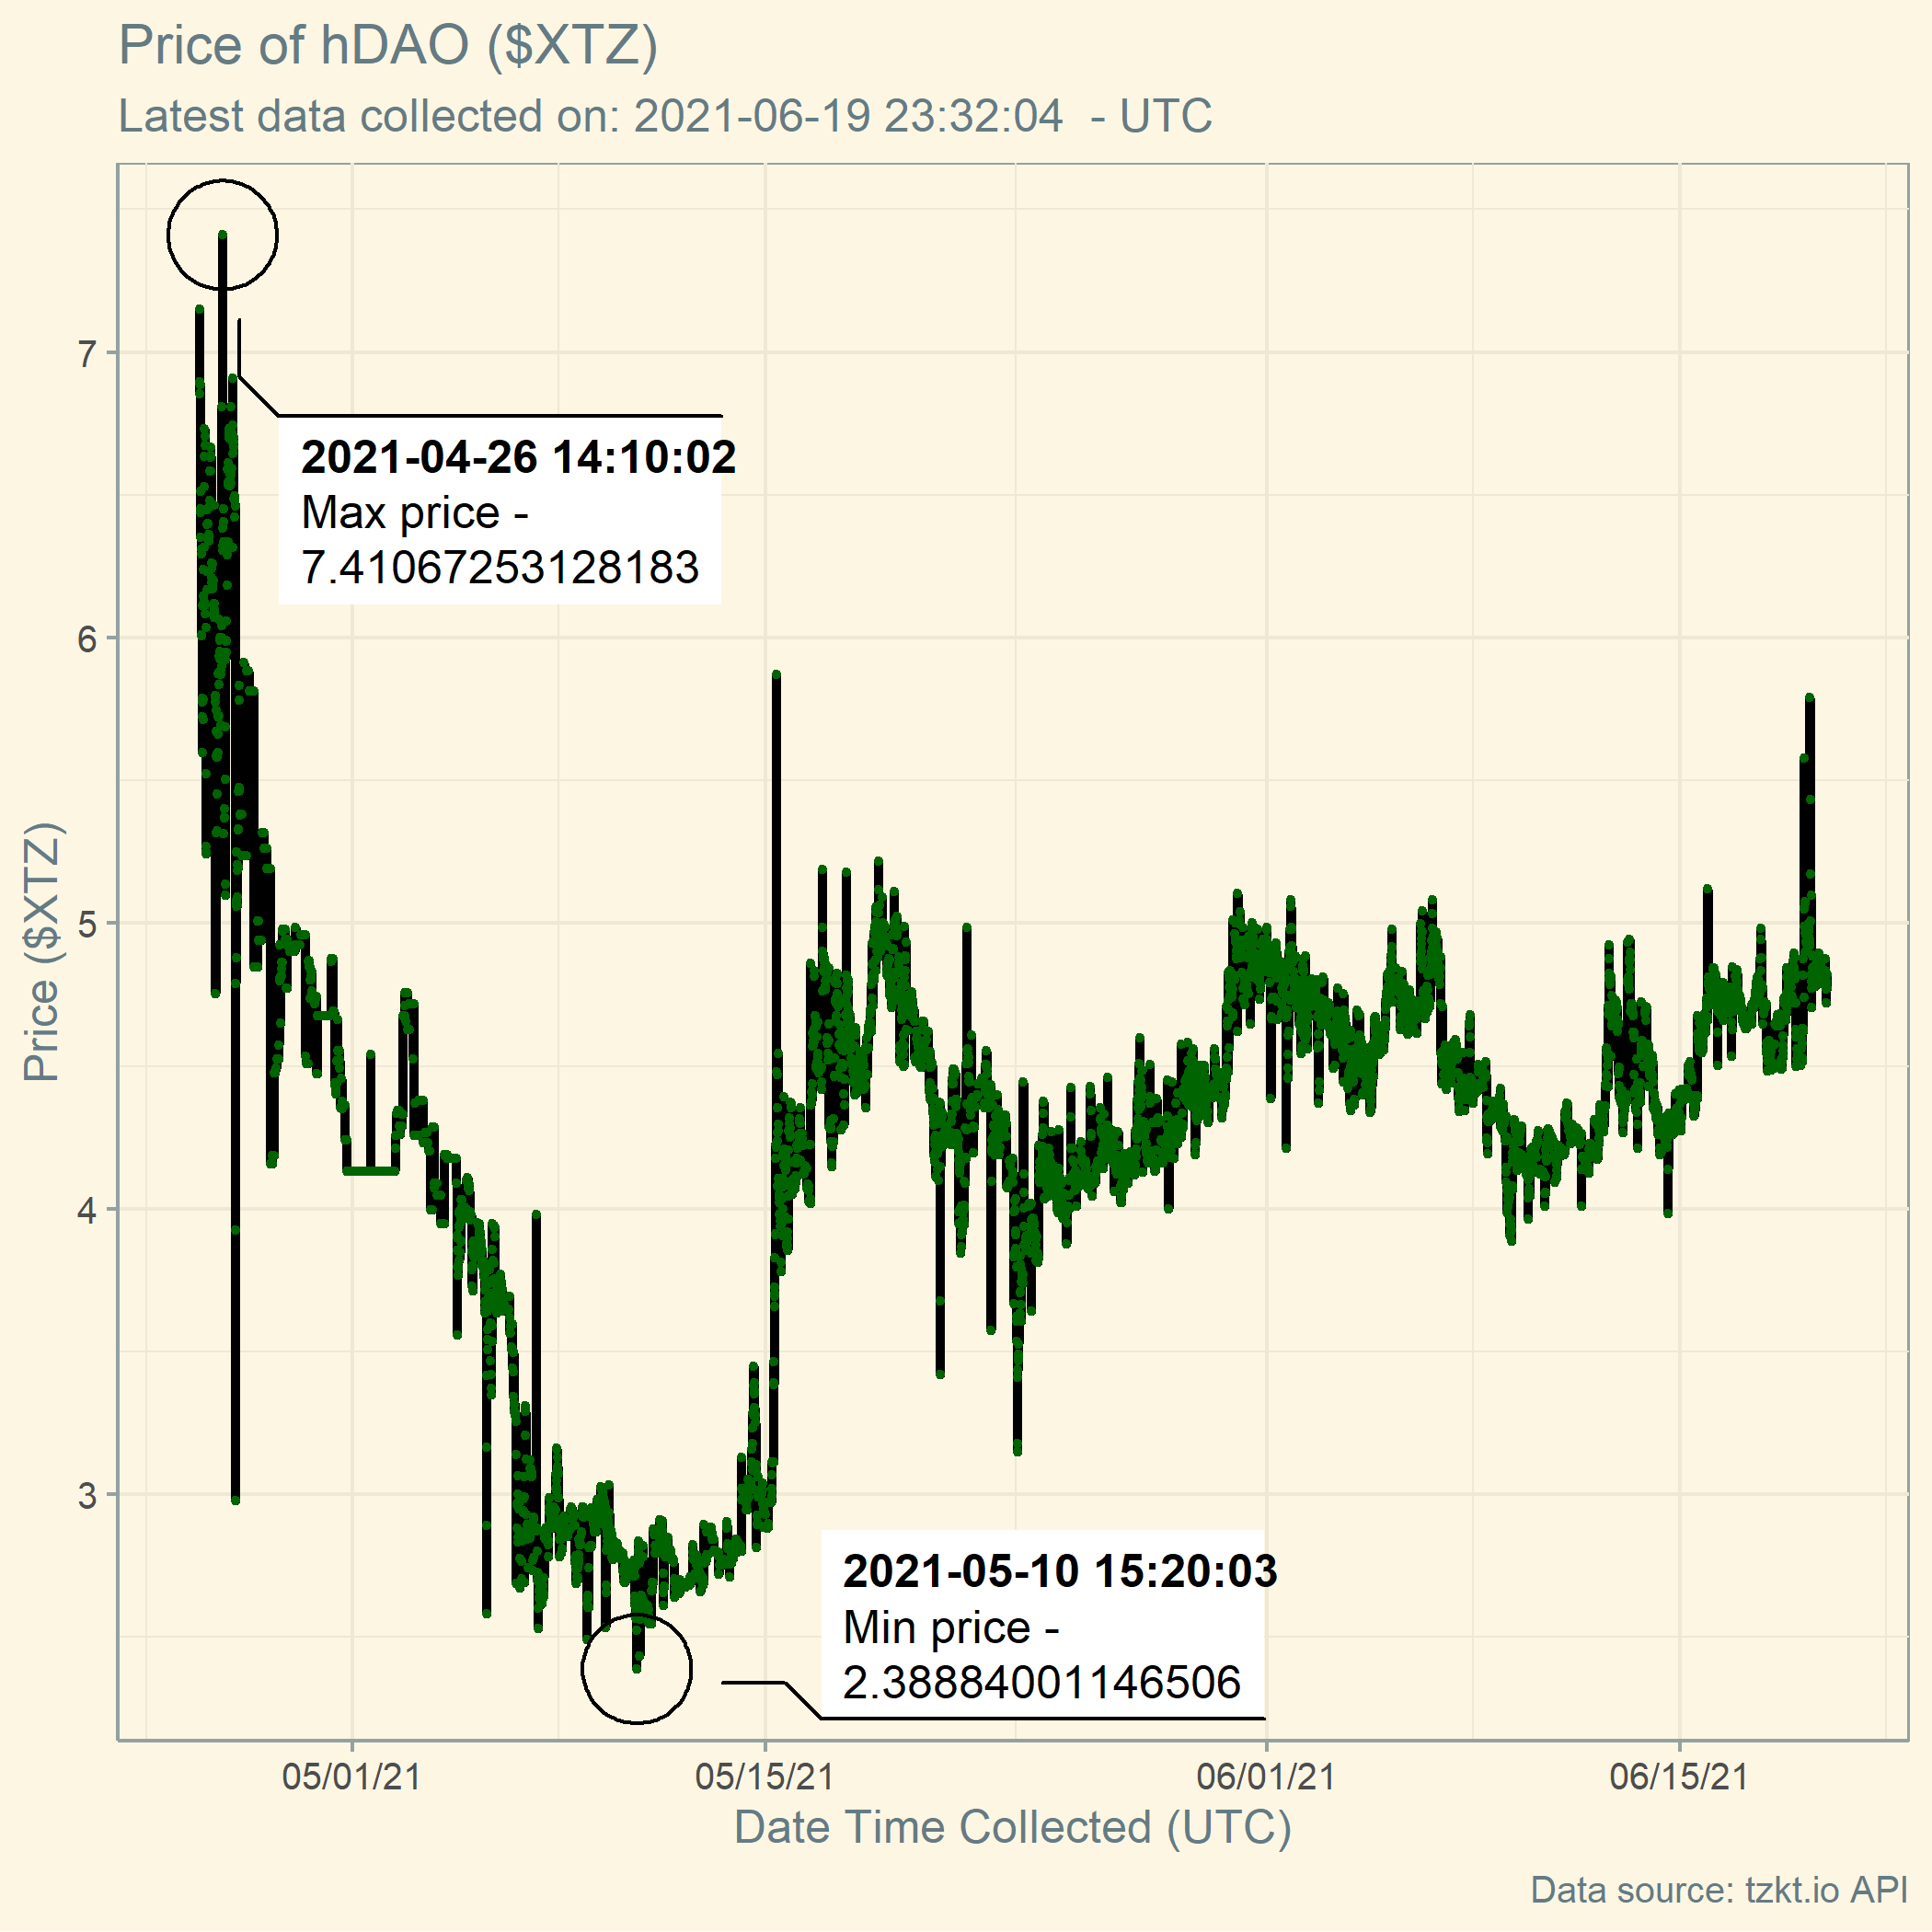 Price of hDAO ($XTZ)
Latest data collected on: 2021-06-19 23:32:04  - UTC
7
6
5
4
3
Price ($XTZ)
2021-04-26 14:10:02
Max price -
7.41067253128183
2021-05-10 15:20:03
Min price -
2.38884001146506
05/01/21
05/15/21
06/01/21
06/15/21
Date Time Collected (UTC)
Data source: tzkt.io API